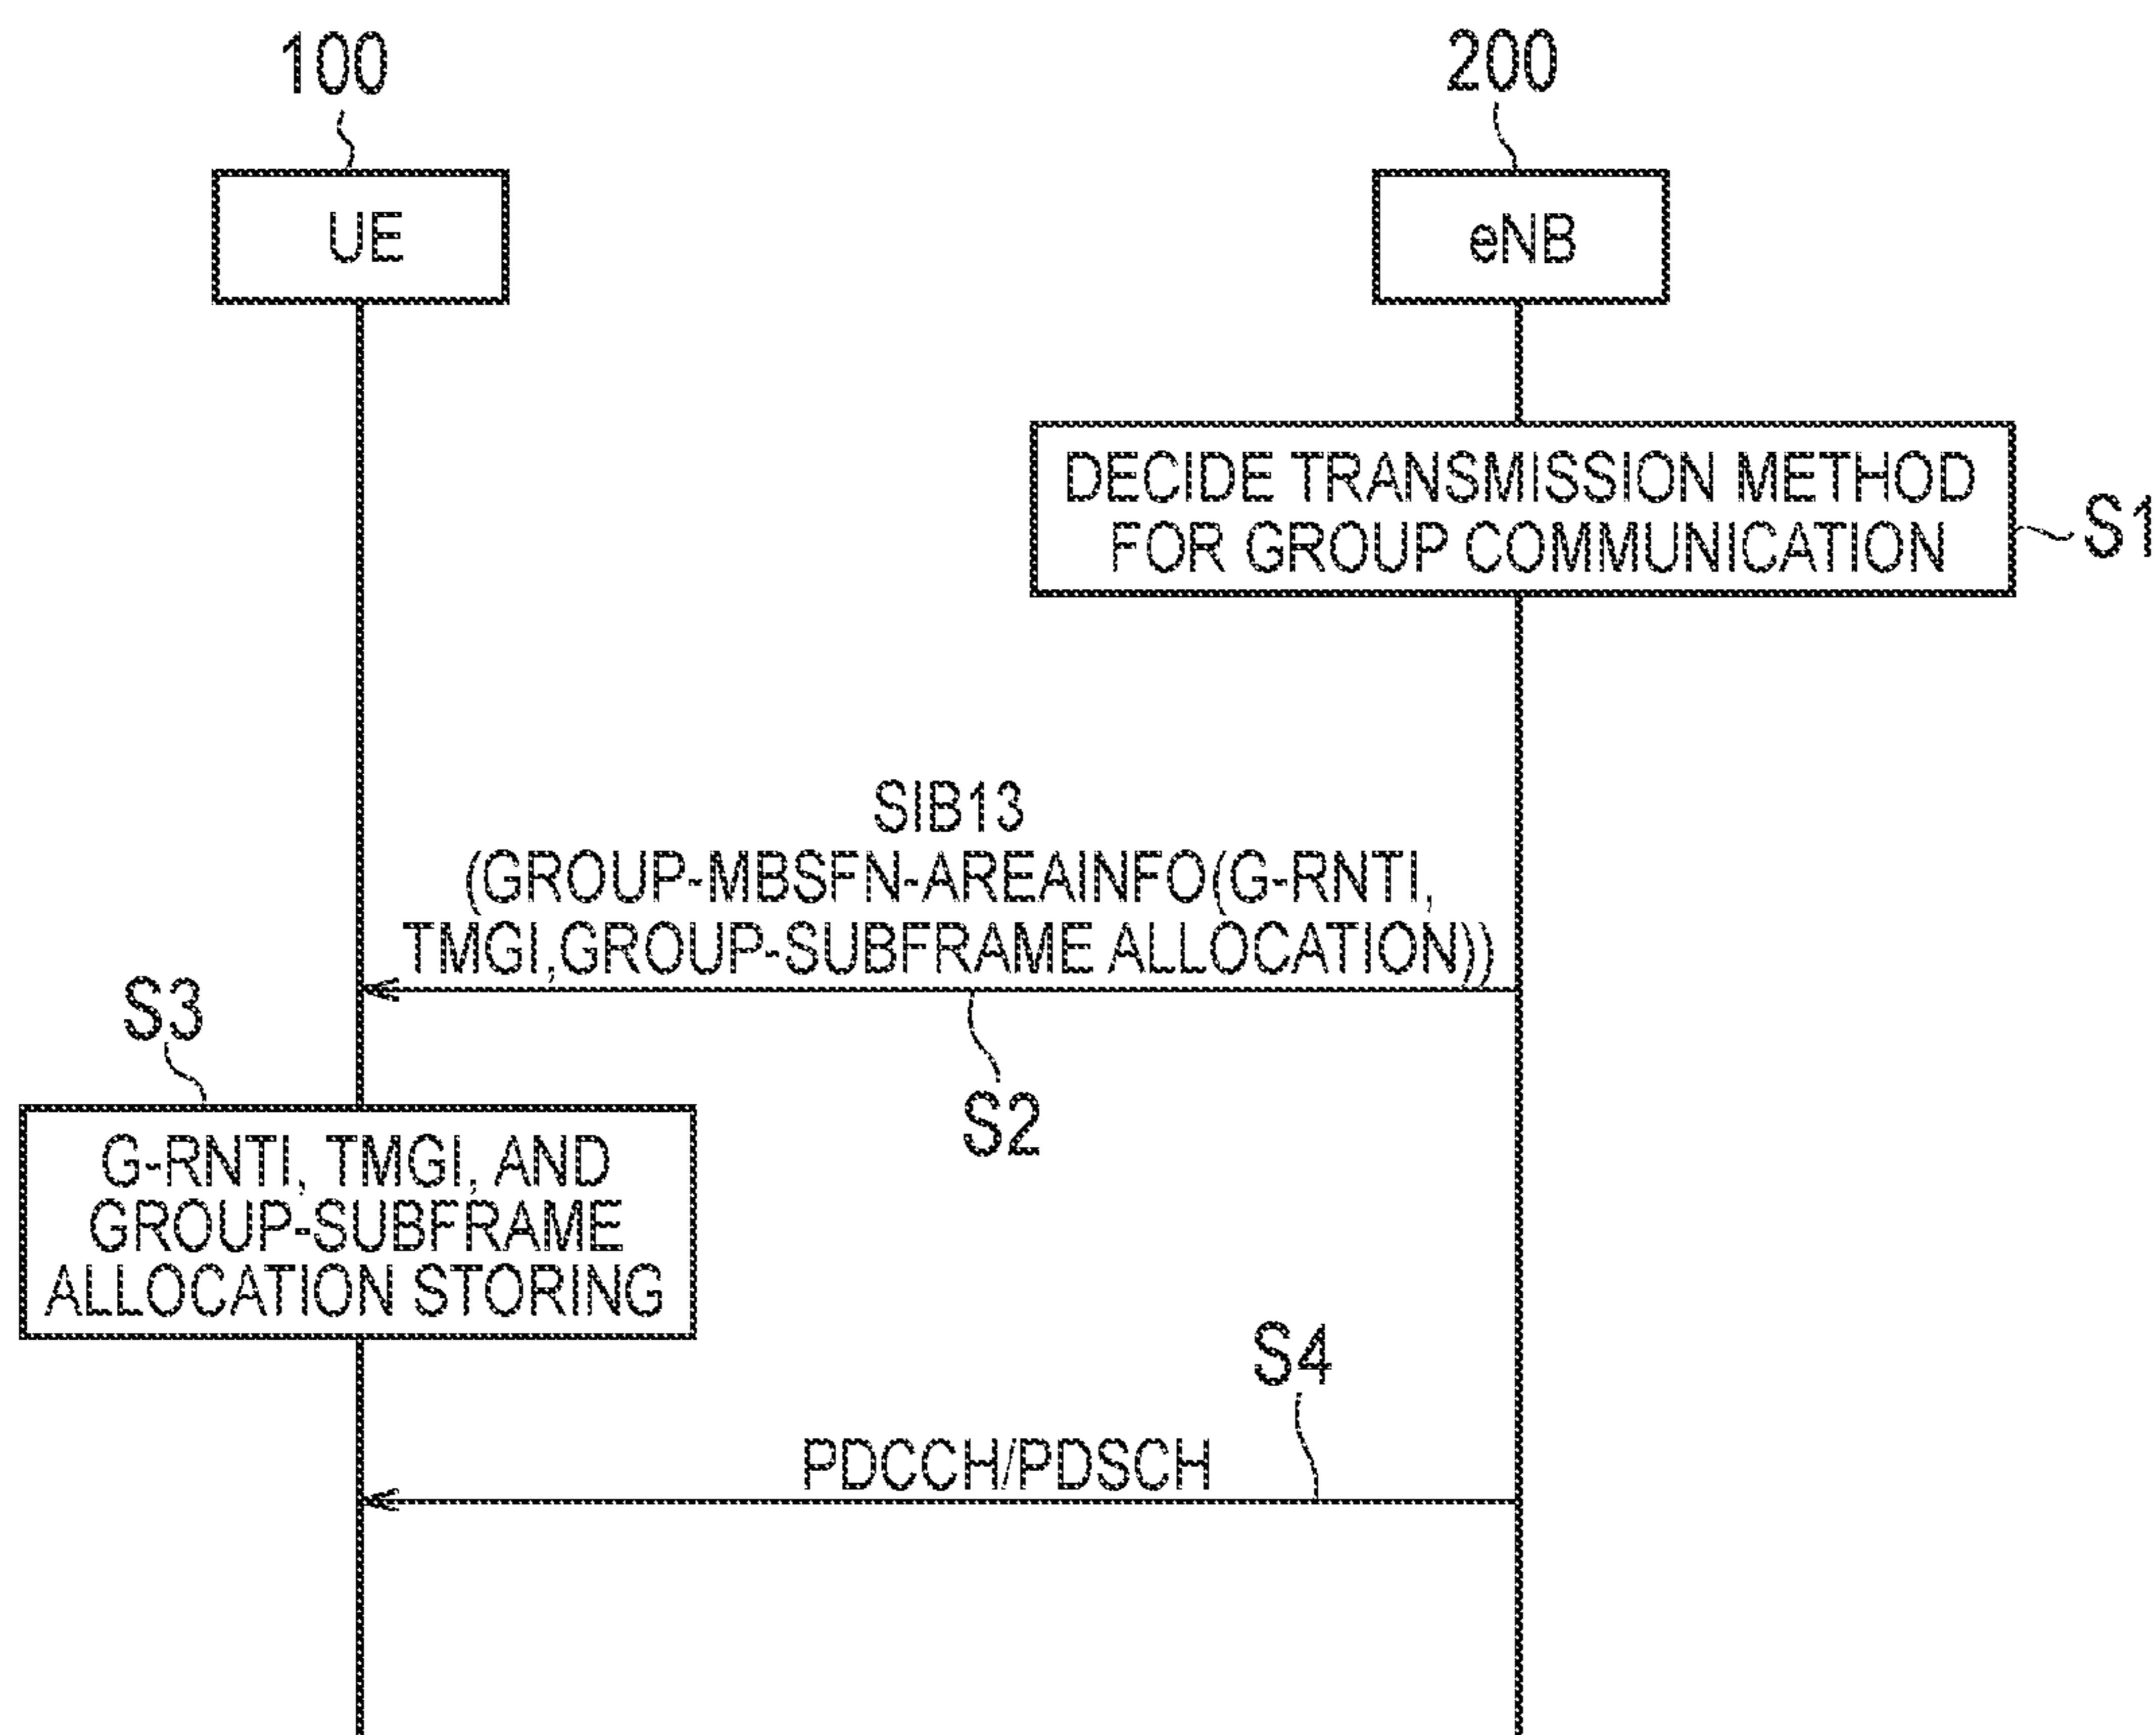 100
200
UE
eNB
DECIDE TRANSMISSION METHOD
FOR GROUP COMMUNICATION
S1
SIB13
(GROUP-MBSFN-AREAINFO(G-RNTI,
TMGI,GROUP-SUBFRAME ALLOCATION))
S2
S3
G-RNTI, TMGI, AND
GROUP-SUBFRAME
ALLOCATION STORING
S4
PDCCH/PDSCH